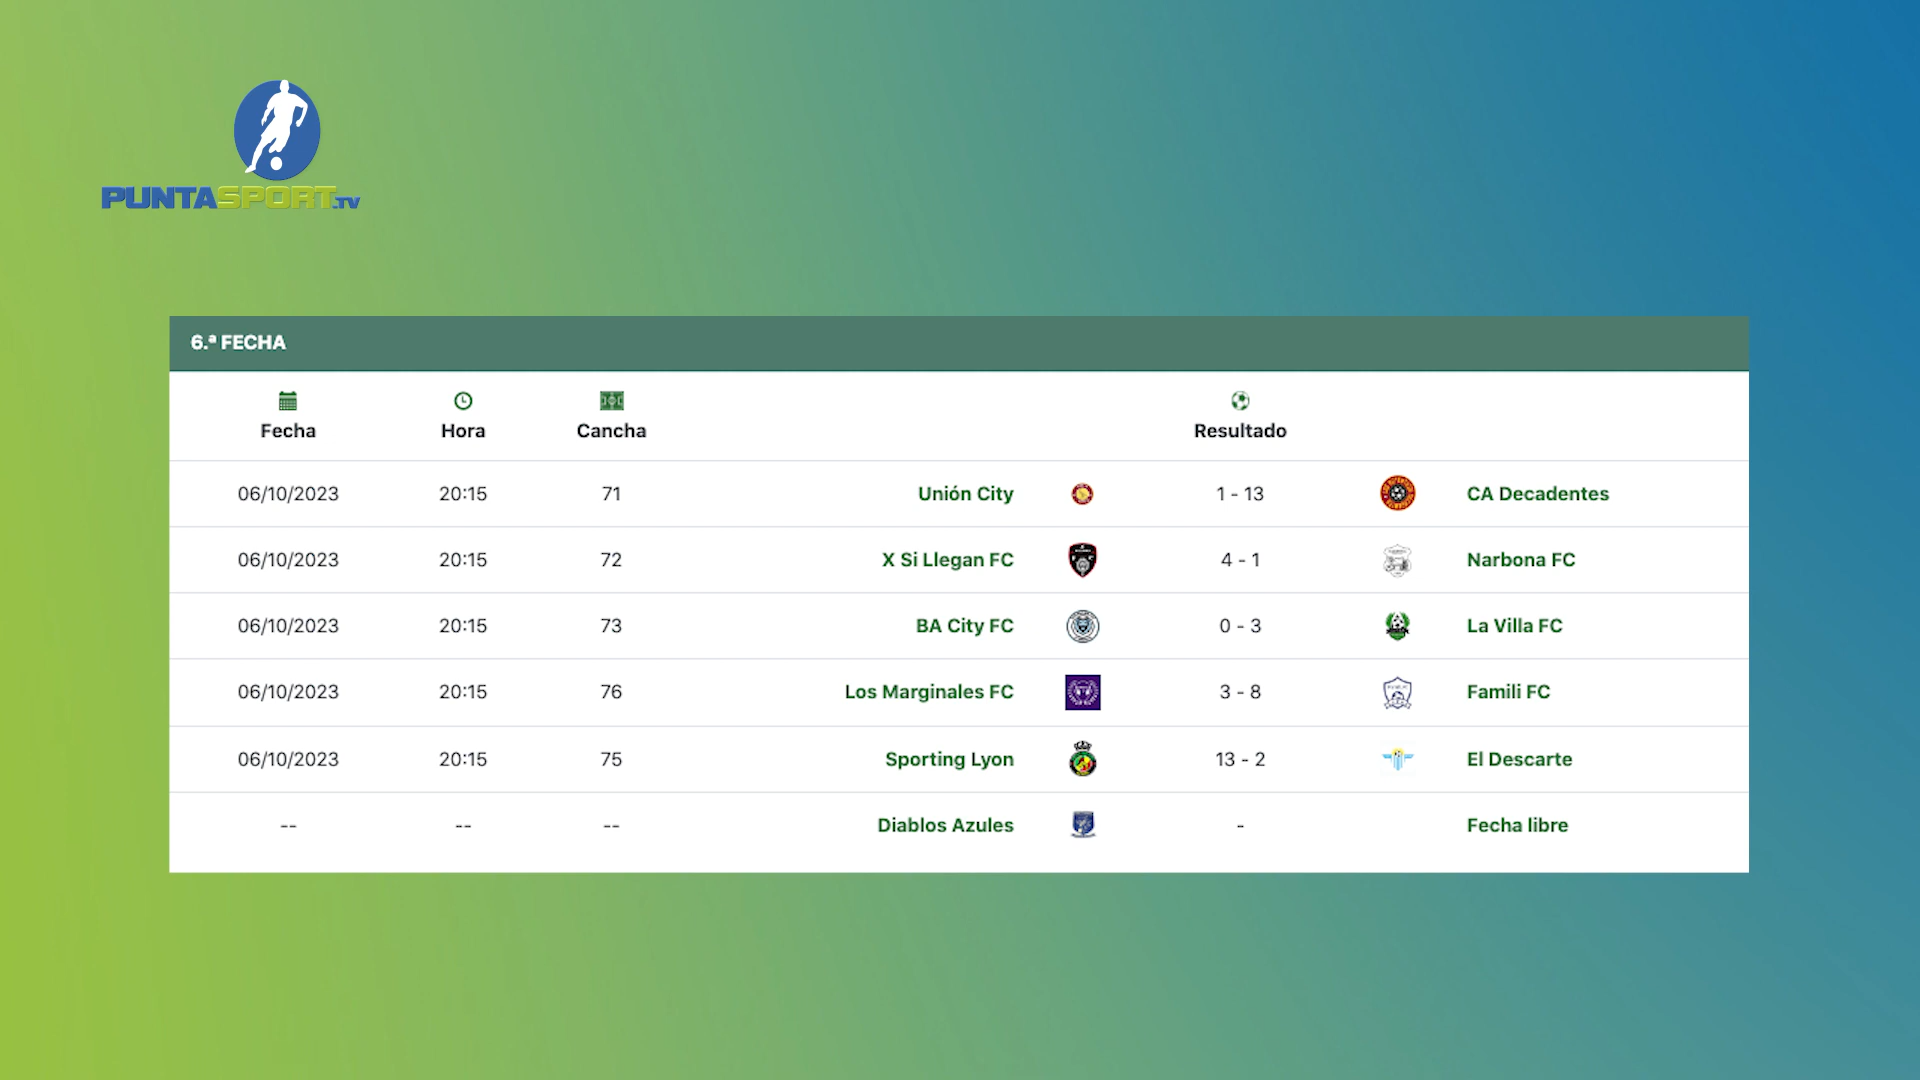 PUNTASPORT.TV
6.ª FECHA
Fecha Hora Cancha Resultado
06/10/2023 20:15 71 Unión City 1 - 13 CA Decadentes
06/10/2023 20:15 72 X Si Llegan FC 4 - 1 Narbona FC
06/10/2023 20:15 73 BA City FC 0 - 3 La Villa FC
06/10/2023 20:15 76 Los Marginales FC 3 - 8 Famili FC
06/10/2023 20:15 75 Sporting Lyon 13 - 2 El Descarte
-- -- -- Diablos Azules - Fecha libre